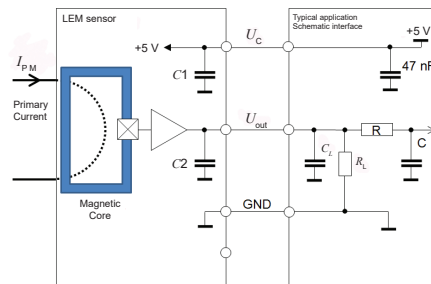 LEM sensor
Typical application
Schematic interface
+5 V
U_C
+5 V
I_PM
C1
47 nF
Primary
Current
U_out
R
C
C_L
R_L
C2
Magnetic
Core
GND